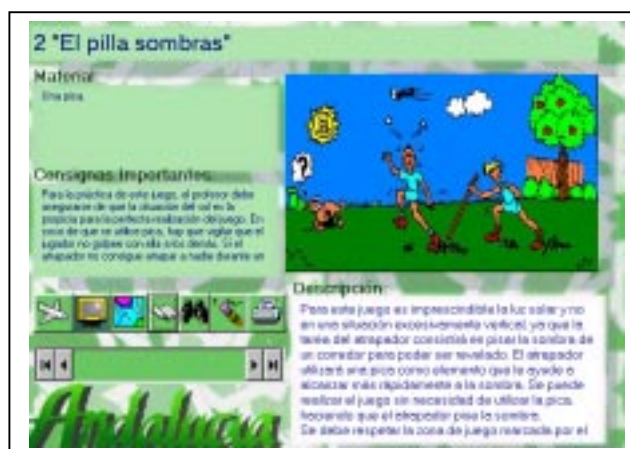 2 "El pilla sombras"
Material:
Una pica.
Consignas Importantes:
Para la práctica de este juego, el profesor debe
asegurarse de que la situación del sol es la
propicia para la perfecta realización del juego. En
caso de que se utilice pica, hay que vigilar que el
jugador no golpee con ella a los demás. Si el
atrapador no consigue atrapar a nadie durante un
?
Descripción:
Para este juego es imprescindible la luz solar y no
en una situación excesivamente vertical, ya que la
tarea del atrapador consistirá en pisar la sombra de
un corredor para poder ser relevado. El atrapador
utilizará una pica como elemento que le ayude a
alcanzar más rápidamente a la sombra. Se puede
realizar el juego sin necesidad de utilizar la pica,
haciendo que el atrapador pise la sombra.
Se debe respetar la zona de juego marcada por el
Andalucía